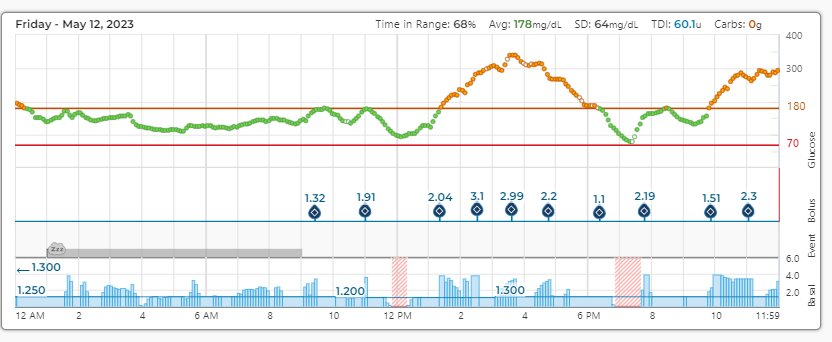 Friday - May 12, 2023 Time in Range: 68% Avg: 178mg/dL SD: 64mg/dL TDI: 60.1u Carbs: 0g
400
300
180
70
Glucose
1.32 1.91 2.04 3.1 2.99 2.2 1.1 2.19 1.51 2.3
Bolus
Zzz
Event
←1.300
6.0
4.0
2.0
1.250 1.200 1.300
Basal
12 AM 2 4 6 AM 8 10 12 PM 2 4 6 PM 8 10 11:59